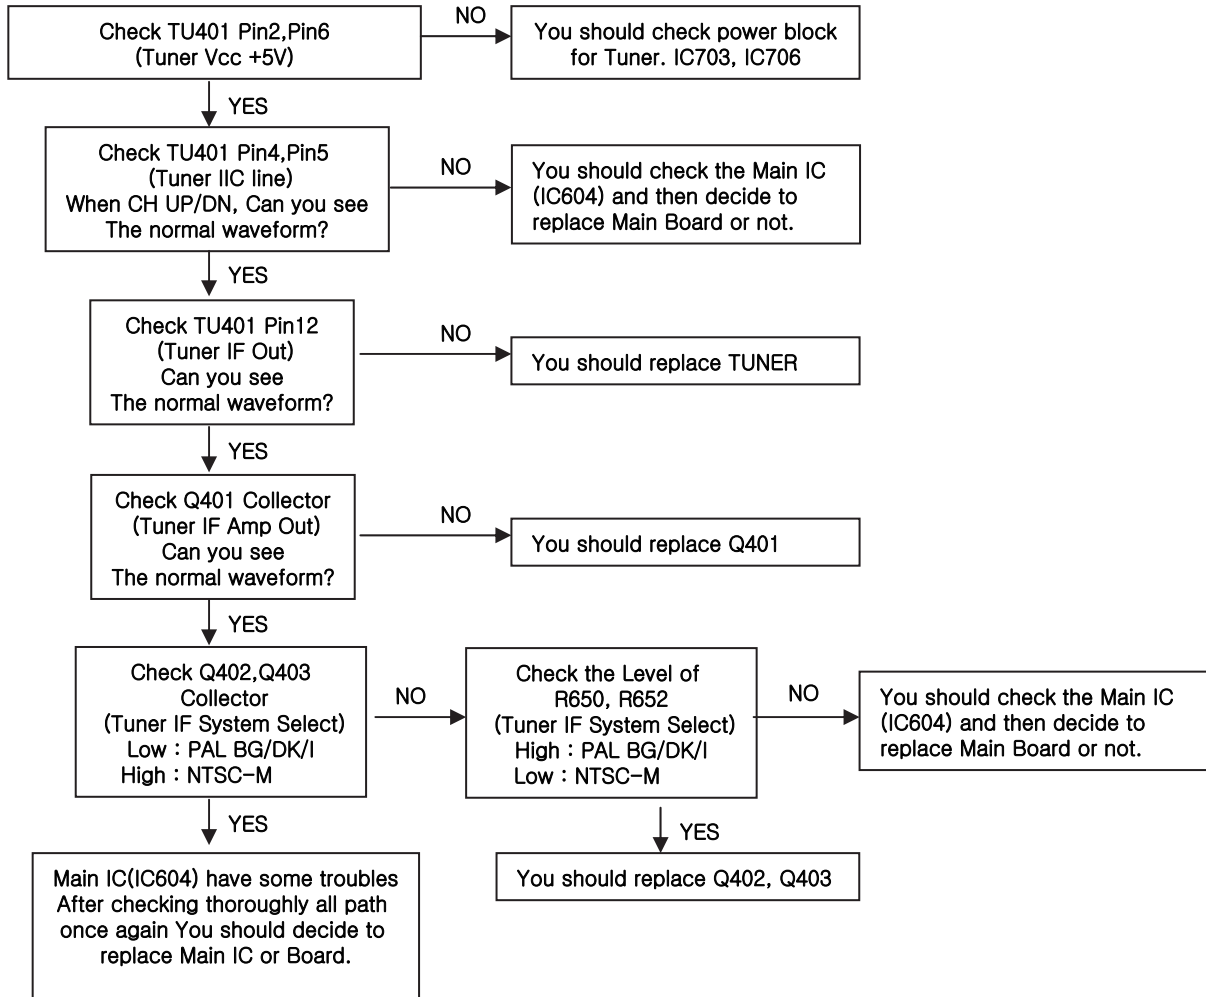 Check TU401 Pin2,Pin6
(Tuner Vcc +5V)
NO
You should check power block
for Tuner. IC703, IC706
YES
Check TU401 Pin4,Pin5
(Tuner IIC line)
When CH UP/DN, Can you see
The normal waveform?
NO
You should check the Main IC
(IC604) and then decide to
replace Main Board or not.
YES
Check TU401 Pin12
(Tuner IF Out)
Can you see
The normal waveform?
NO
You should replace TUNER
YES
Check Q401 Collector
(Tuner IF Amp Out)
Can you see
The normal waveform?
NO
You should replace Q401
YES
Check Q402,Q403
Collector
(Tuner IF System Select)
Low : PAL BG/DK/I
High : NTSC-M
NO
Check the Level of
R650, R652
(Tuner IF System Select)
High : PAL BG/DK/I
Low : NTSC-M
NO
You should check the Main IC
(IC604) and then decide to
replace Main Board or not.
YES
YES
Main IC(IC604) have some troubles
After checking thoroughly all path
once again You should decide to
replace Main IC or Board.
You should replace Q402, Q403